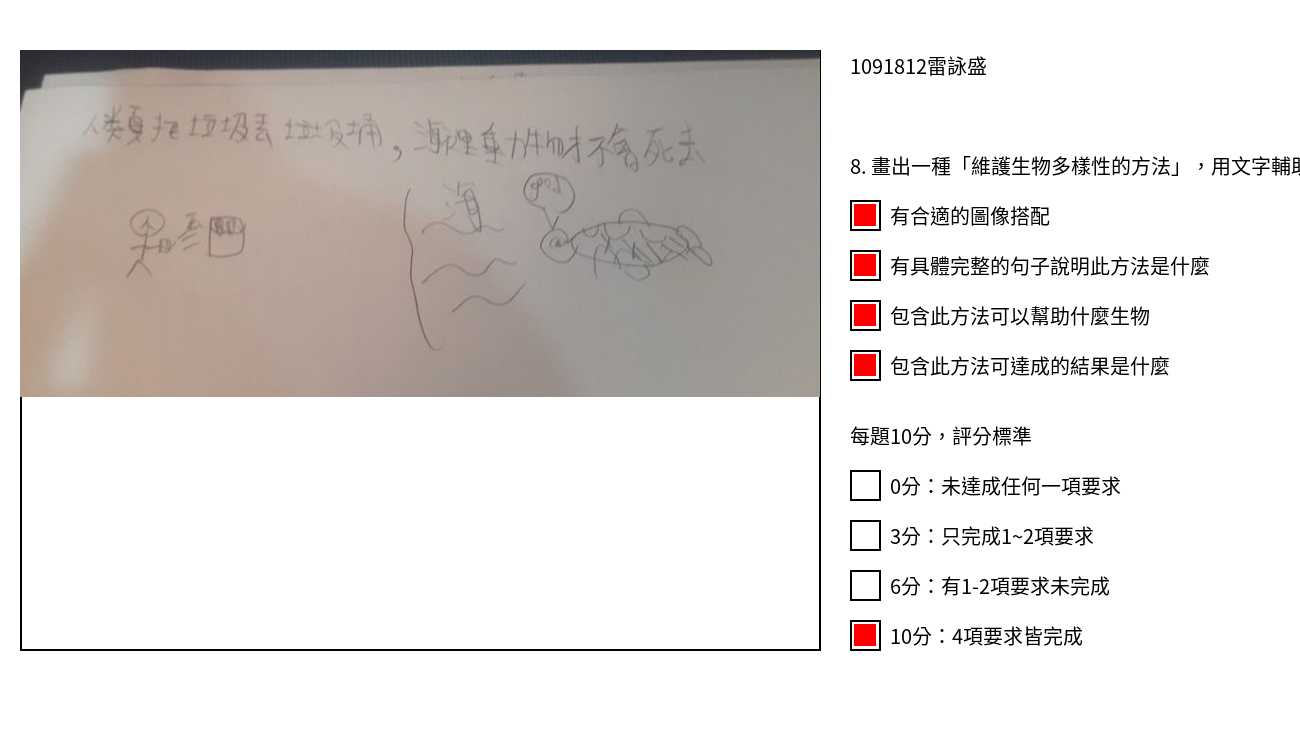 人類把垃圾丟垃圾桶，海裡動物才不會死去
丟
海
good
1091812雷詠盛
8. 畫出一種「維護生物多樣性的方法」，用文字輔助
有合適的圖像搭配
有具體完整的句子說明此方法是什麼
包含此方法可以幫助什麼生物
包含此方法可達成的結果是什麼
每題10分，評分標準
0分：未達成任何一項要求
3分：只完成1~2項要求
6分：有1-2項要求未完成
10分：4項要求皆完成